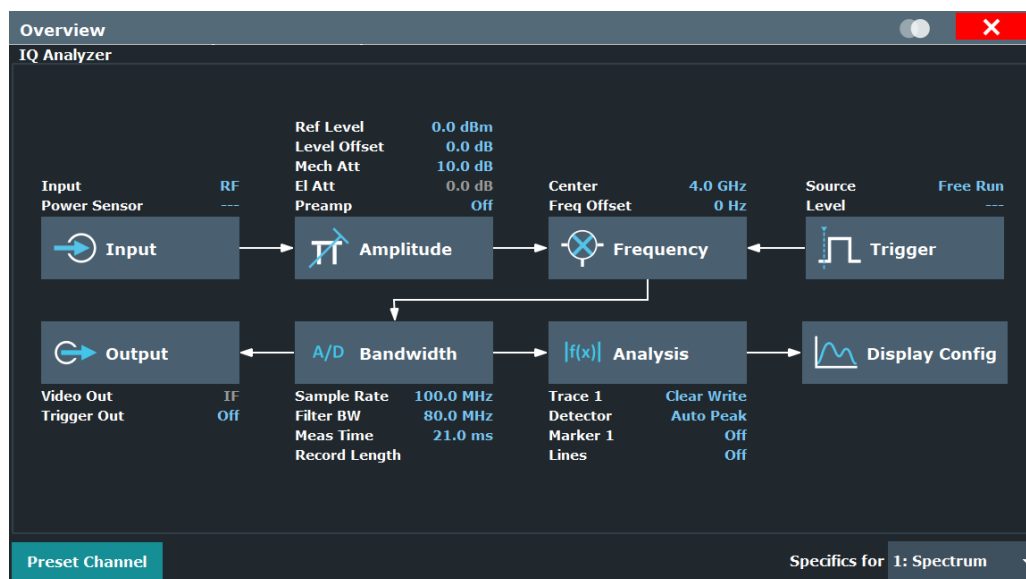 Overview
IQ Analyzer
Ref Level 0.0 dBm
Level Offset 0.0 dB
Mech Att 10.0 dB
Input RF El Att 0.0 dB Center 4.0 GHz Source Free Run
Power Sensor --- Preamp Off Freq Offset 0 Hz Level ---
Input Amplitude Frequency Trigger
Output A/D Bandwidth |f(x)| Analysis Display Config
Video Out IF Sample Rate 100.0 MHz Trace 1 Clear Write
Trigger Out Off Filter BW 80.0 MHz Detector Auto Peak
Meas Time 21.0 ms Marker 1 Off
Record Length Lines Off
Preset Channel Specifics for 1: Spectrum